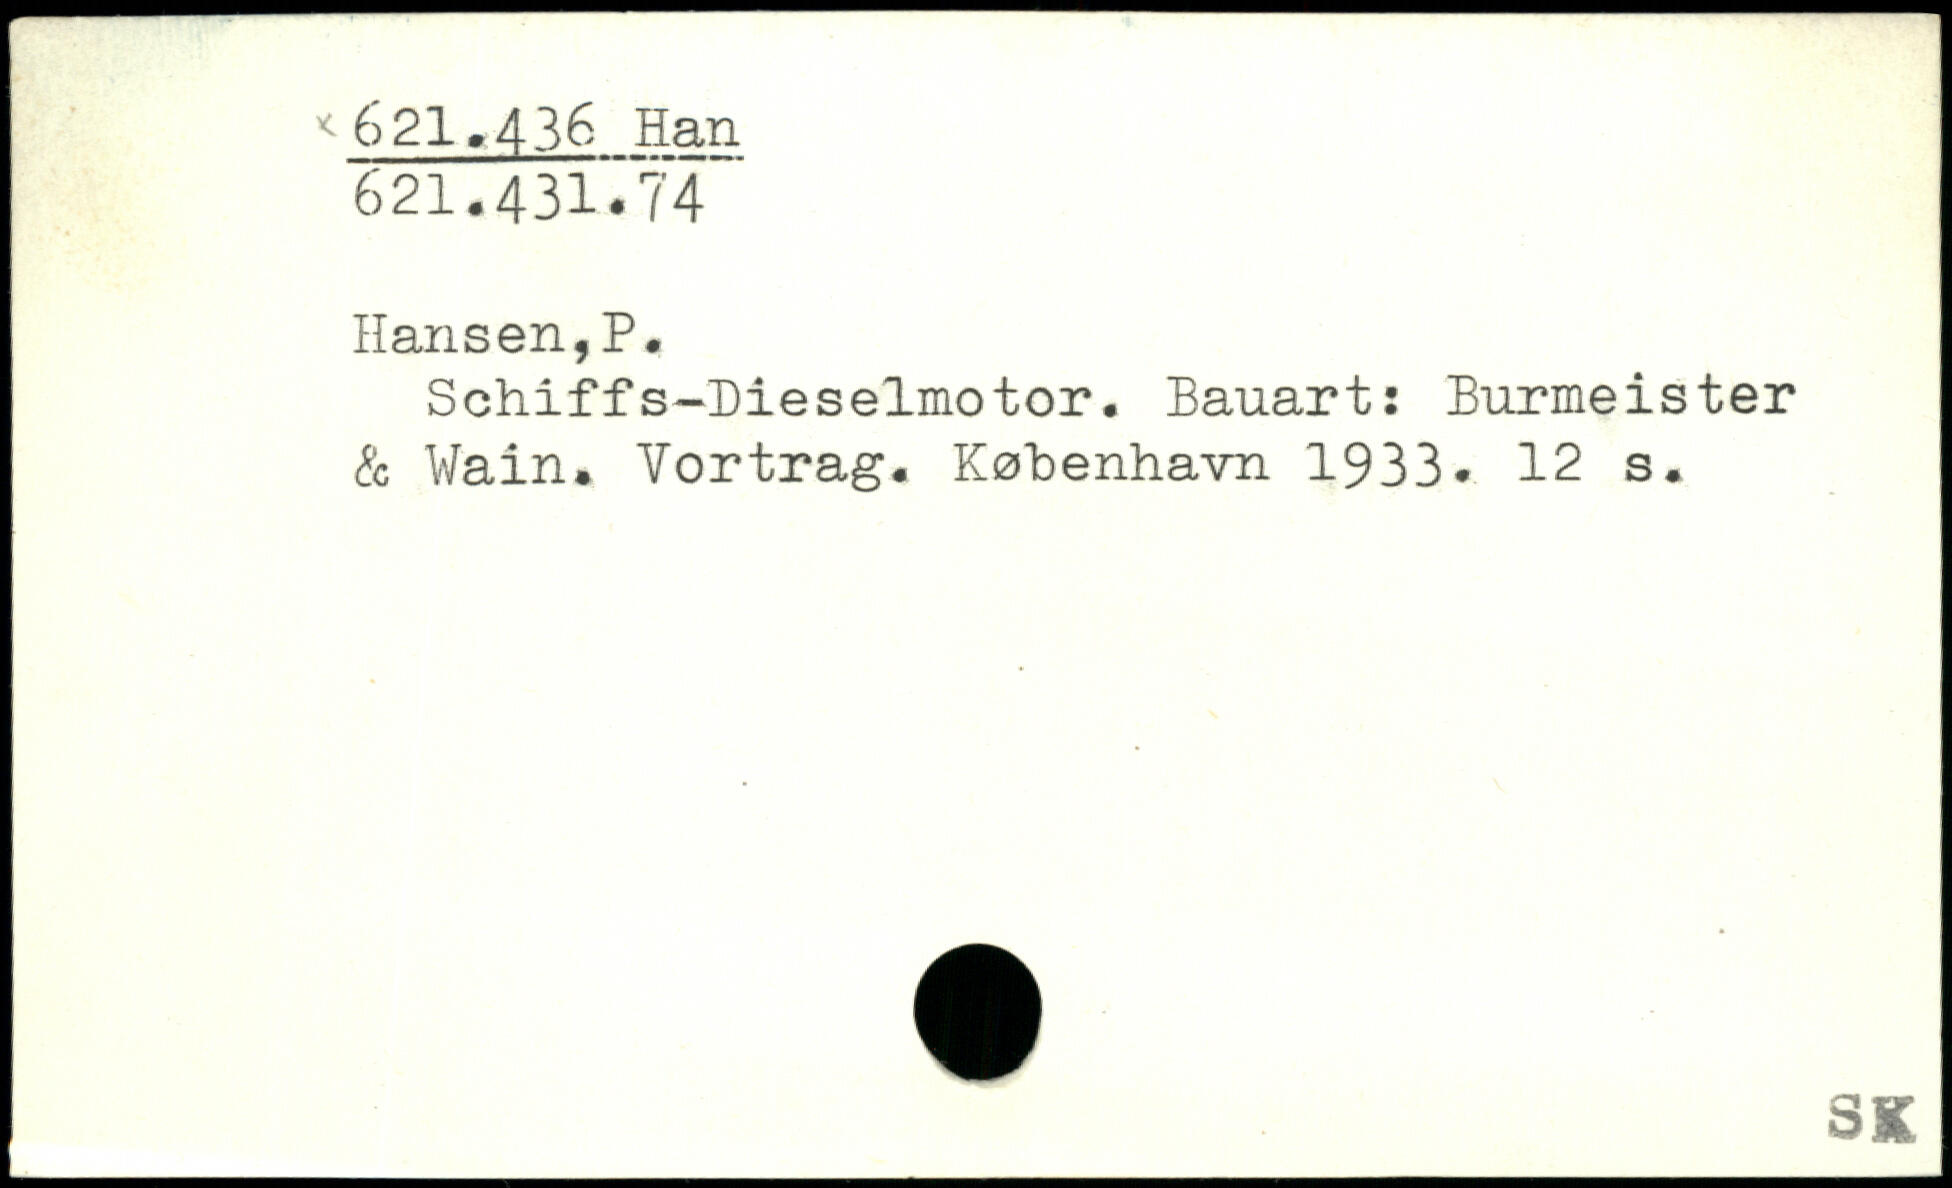 x 621.436 Han
621.431.74
Hansen,P.
Schiffs-Dieselmotor. Bauart: Burmeister
& Wain. Vortrag. København 1933. 12 s.
SK